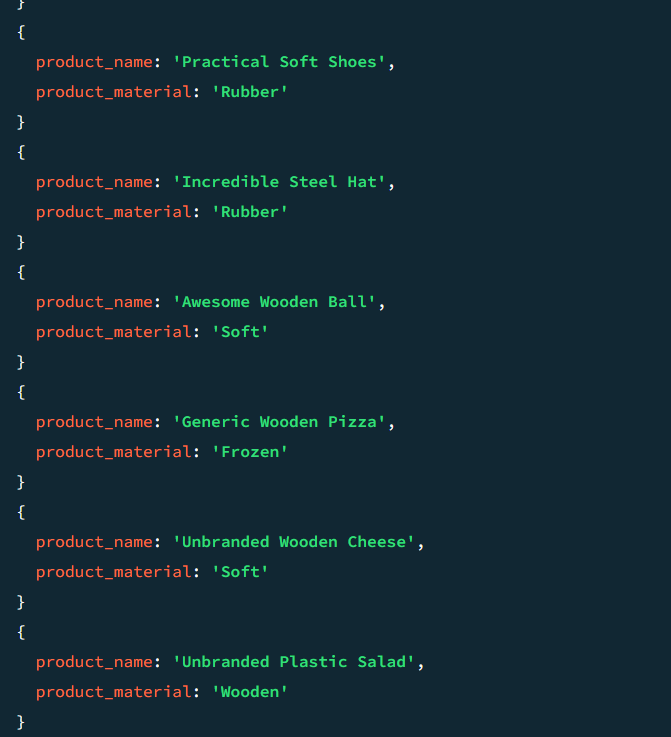 }
{
  product_name: 'Practical Soft Shoes',
  product_material: 'Rubber'
}
{
  product_name: 'Incredible Steel Hat',
  product_material: 'Rubber'
}
{
  product_name: 'Awesome Wooden Ball',
  product_material: 'Soft'
}
{
  product_name: 'Generic Wooden Pizza',
  product_material: 'Frozen'
}
{
  product_name: 'Unbranded Wooden Cheese',
  product_material: 'Soft'
}
{
  product_name: 'Unbranded Plastic Salad',
  product_material: 'Wooden'
}